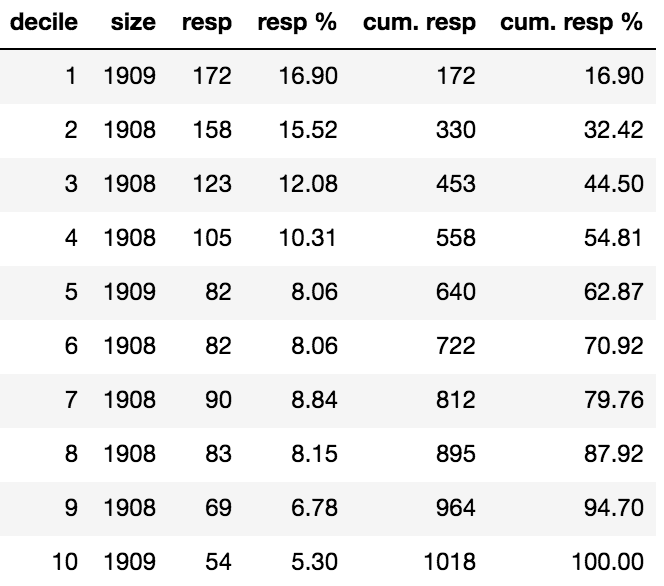 decile size resp resp % cum. resp cum. resp %
1 1909 172 16.90 172 16.90
2 1908 158 15.52 330 32.42
3 1908 123 12.08 453 44.50
4 1908 105 10.31 558 54.81
5 1909 82 8.06 640 62.87
6 1908 82 8.06 722 70.92
7 1908 90 8.84 812 79.76
8 1908 83 8.15 895 87.92
9 1908 69 6.78 964 94.70
10 1909 54 5.30 1018 100.00